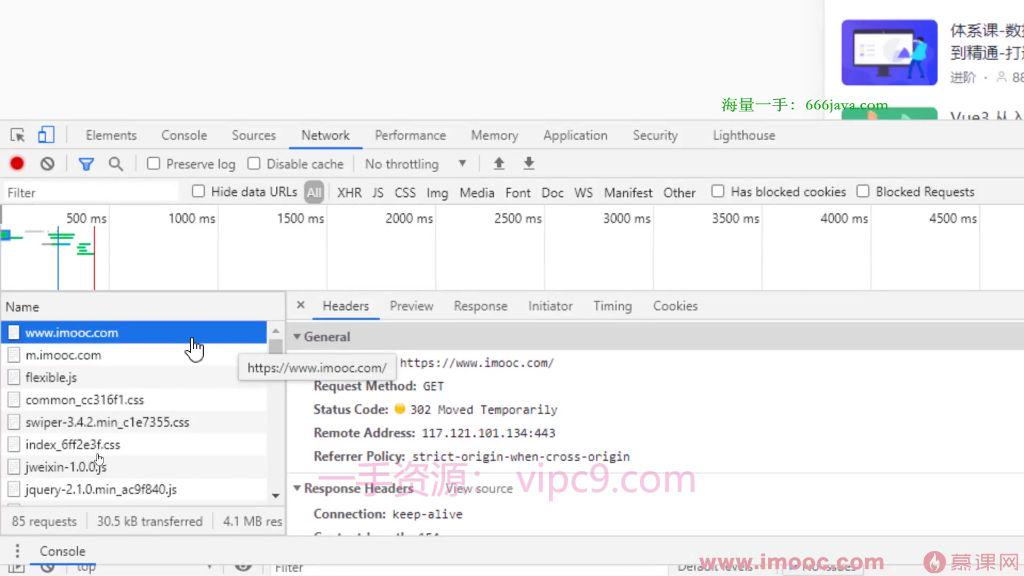 体系课-数
到精通-打
进阶 · 88
海量一手：666java.com
Vue3 从入
Elements Console Sources Network Performance Memory Application Security Lighthouse
Preserve log Disable cache No throttling
Filter Hide data URLs All XHR JS CSS Img Media Font Doc WS Manifest Other Has blocked cookies Blocked Requests
500 ms 1000 ms 1500 ms 2000 ms 2500 ms 3000 ms 3500 ms 4000 ms 4500 ms
Name
www.imooc.com
m.imooc.com
flexible.js
common_cc316f1.css
swiper-3.4.2.min_c1e7355.css
index_6ff2e3f.css
jweixin-1.0.0.js
jquery-2.1.0.min_ac9f840.js
85 requests 30.5 kB transferred 4.1 MB res
× Headers Preview Response Initiator Timing Cookies
General
https://www.imooc.com/
https://www.imooc.com/
Request Method: GET
Status Code: 302 Moved Temporarily
Remote Address: 117.121.101.134:443
Referrer Policy: strict-origin-when-cross-origin
一手资源： vipc9.com
Response Headers View source
Connection: keep-alive
Console
top Filter Default levels No issues
www.imooc.com 慕课网